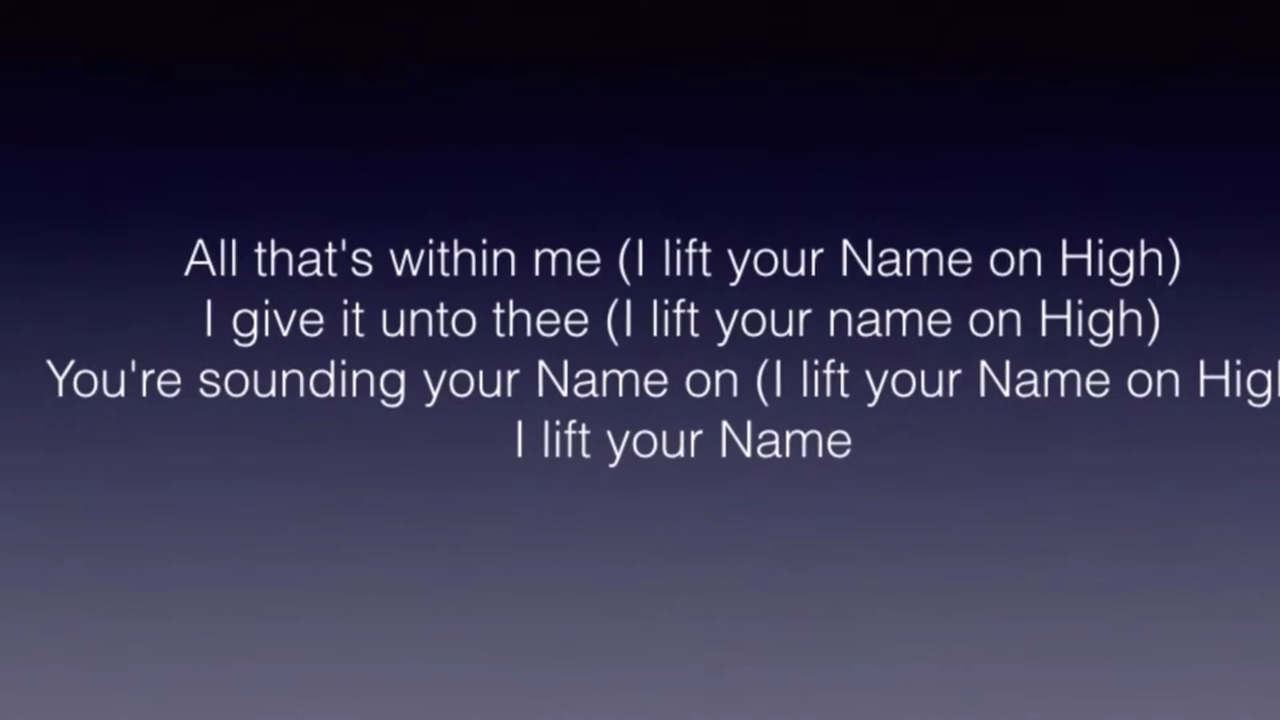 All that's within me (I lift your Name on High)
I give it unto thee (I lift your name on High)
You're sounding your Name on (I lift your Name on
I lift your Name